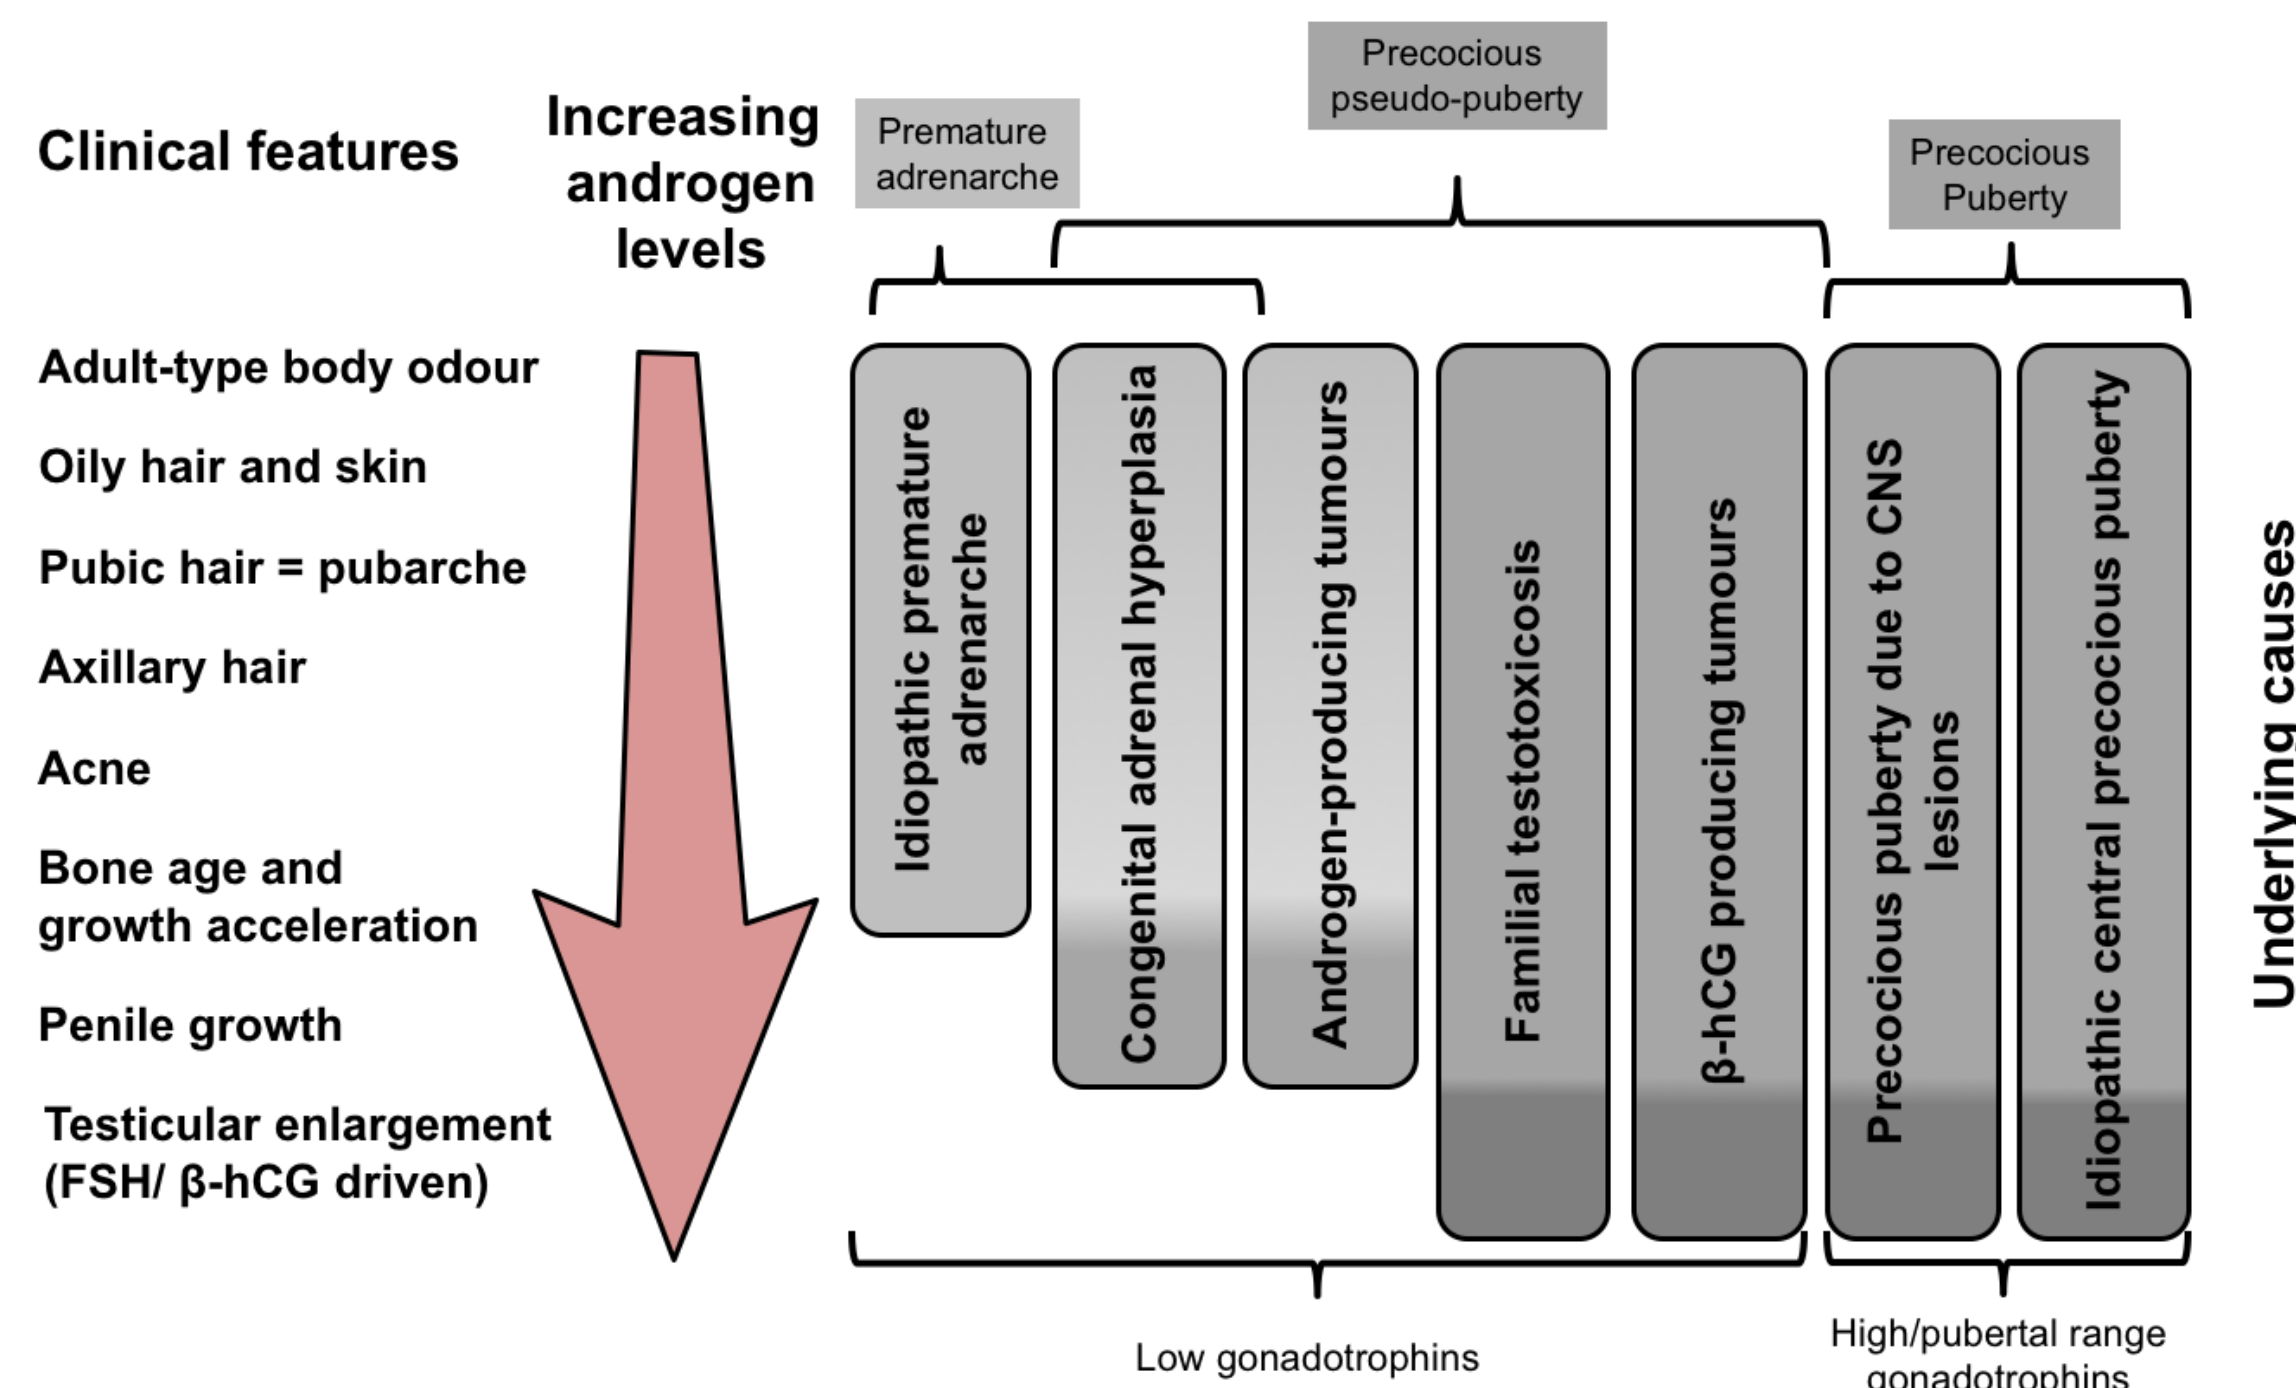 Precocious
pseudo-puberty
Clinical features
Increasing
androgen
levels
Premature
adrenarche
Precocious
Puberty
Adult-type body odour
Oily hair and skin
Pubic hair = pubarche
Axillary hair
Acne
Bone age and
growth acceleration
Penile growth
Testicular enlargement
(FSH/ β-hCG driven)
Idiopathic premature
adrenarche
Congenital adrenal hyperplasia
Androgen-producing tumours
Familial testotoxicosis
β-hCG producing tumours
Precocious puberty due to CNS
lesions
Idiopathic central precocious puberty
Underlying causes
Low gonadotrophins
High/pubertal range
gonadotrophins